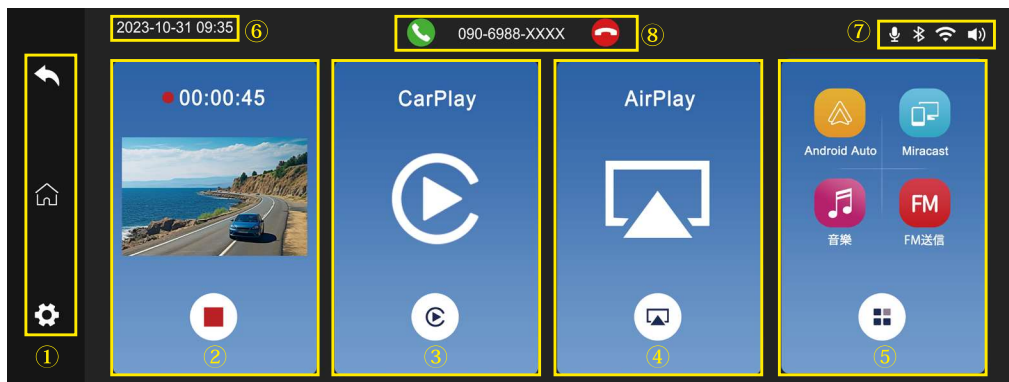 2023-10-31 09:35 ⑥
090-6988-XXXX ⑧
⑦
00:00:45
CarPlay
AirPlay
Android Auto
Miracast
音樂
FM
FM送信
①
②
③
④
⑤